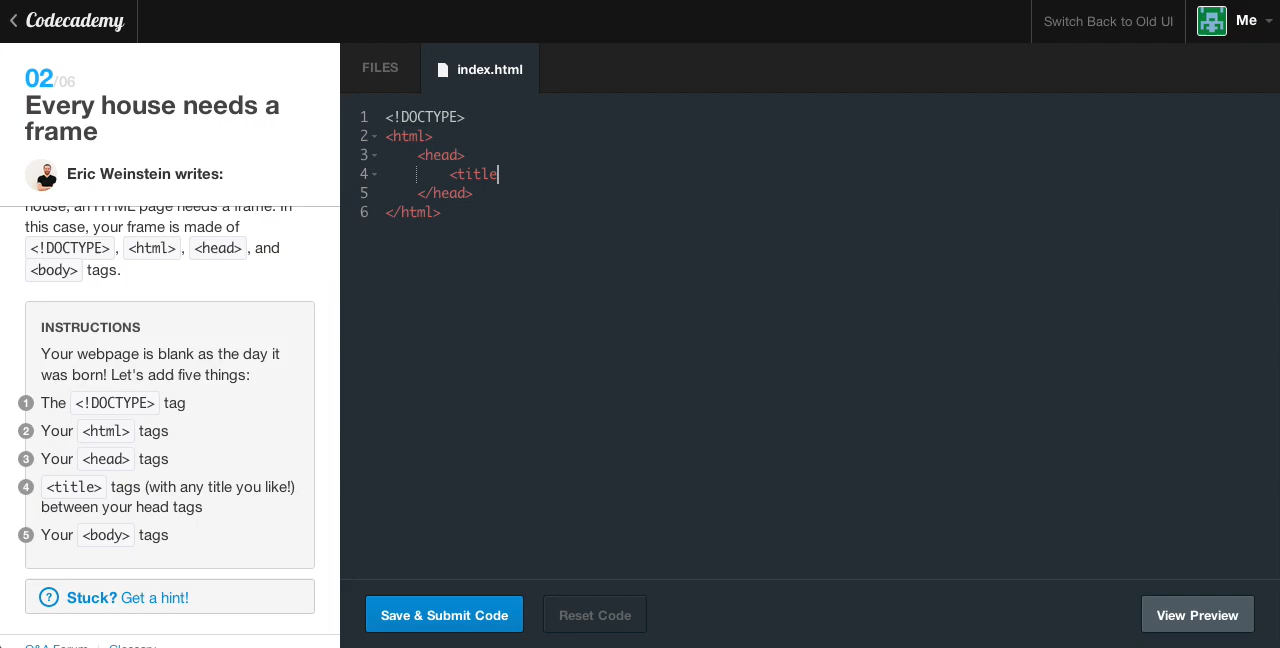 Codecademy
Switch Back to Old UI
Me
02/06
Every house needs a
frame
Eric Weinstein writes:
house, an HTML page needs a frame. In
this case, your frame is made of
<!DOCTYPE>, <html>, <head>, and
<body> tags.
INSTRUCTIONS
Your webpage is blank as the day it
was born! Let's add five things:
1 The <!DOCTYPE> tag
2 Your <html> tags
3 Your <head> tags
4 <title> tags (with any title you like!)
between your head tags
5 Your <body> tags
? Stuck? Get a hint!
Q&A Forum | Glossary
FILES
index.html
1 <!DOCTYPE>
2 <html>
3 <head>
4 <title
5 </head>
6 </html>
Save & Submit Code
Reset Code
View Preview